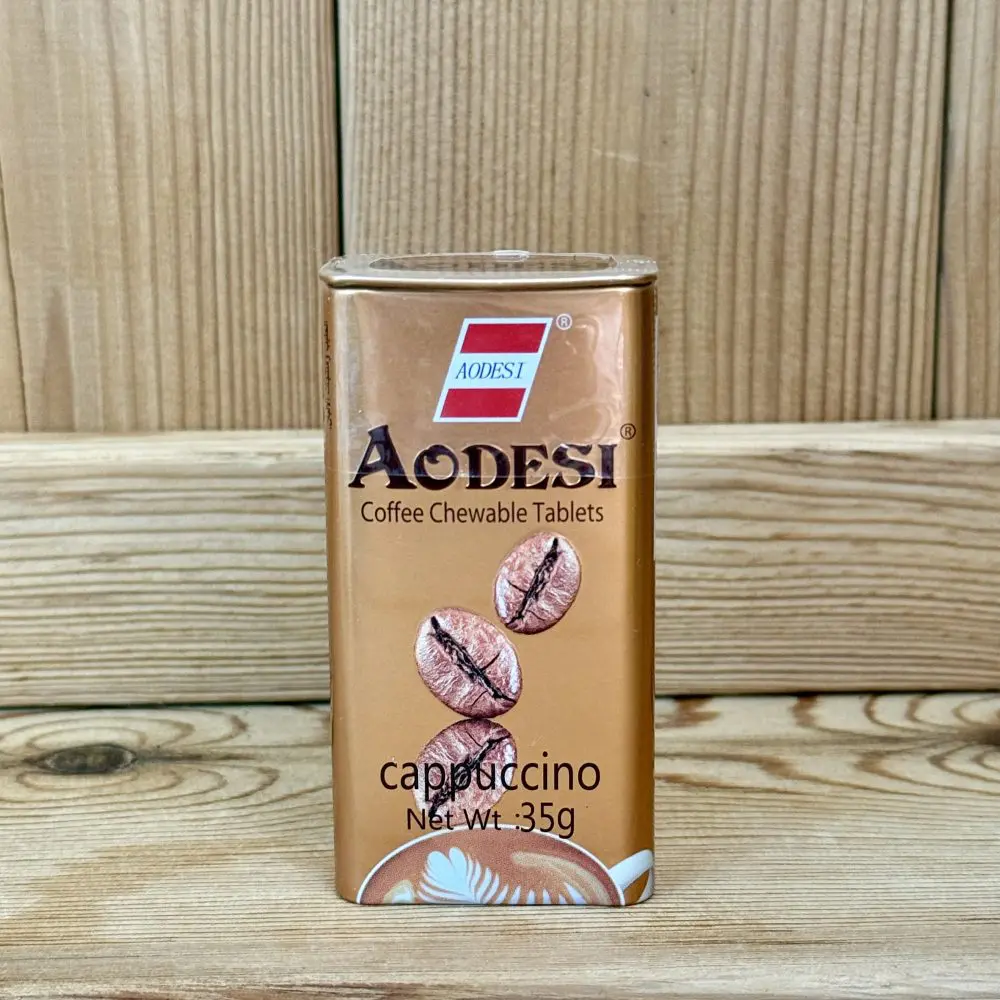 AODESI ®
AODESI ®
Coffee Chewable Tablets
cappuccino
Net Wt :35g